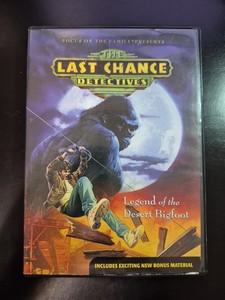 FOCUS ON THE FAMILY PRESENTS
THE
LAST CHANCE
DETECTIVES
Legend of the
Desert Bigfoot
INCLUDES EXCITING NEW BONUS MATERIAL